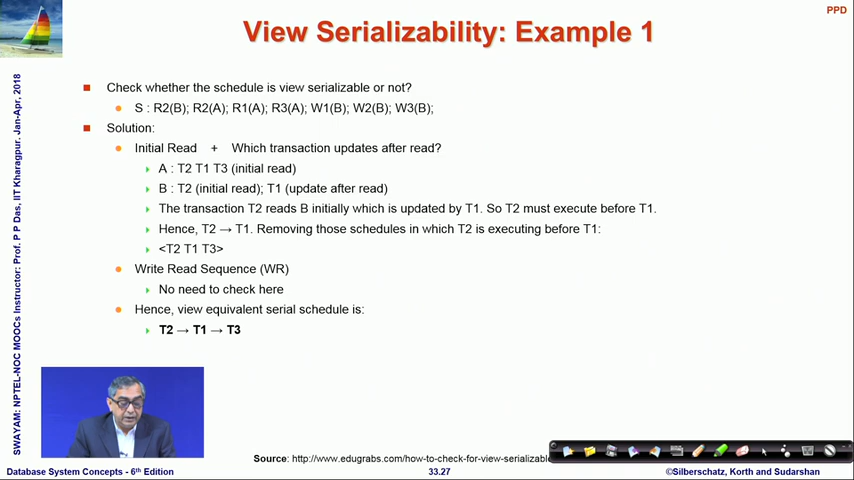 PPD
View Serializability: Example 1
SWAYAM: NPTEL-NOC MOOCs Instructor: Prof. P P Das, IIT Kharagpur. Jan-Apr, 2018
Check whether the schedule is view serializable or not?
S : R2(B); R2(A); R1(A); R3(A); W1(B); W2(B); W3(B);
Solution:
Initial Read + Which transaction updates after read?
A : T2 T1 T3 (initial read)
B : T2 (initial read); T1 (update after read)
The transaction T2 reads B initially which is updated by T1. So T2 must execute before T1.
Hence, T2 → T1. Removing those schedules in which T2 is executing before T1:
<T2 T1 T3>
Write Read Sequence (WR)
No need to check here
Hence, view equivalent serial schedule is:
T2 → T1 → T3
Source: http://www.edugrabs.com/how-to-check-for-view-serializable
Database System Concepts - 6th Edition
33.27
©Silberschatz, Korth and Sudarshan